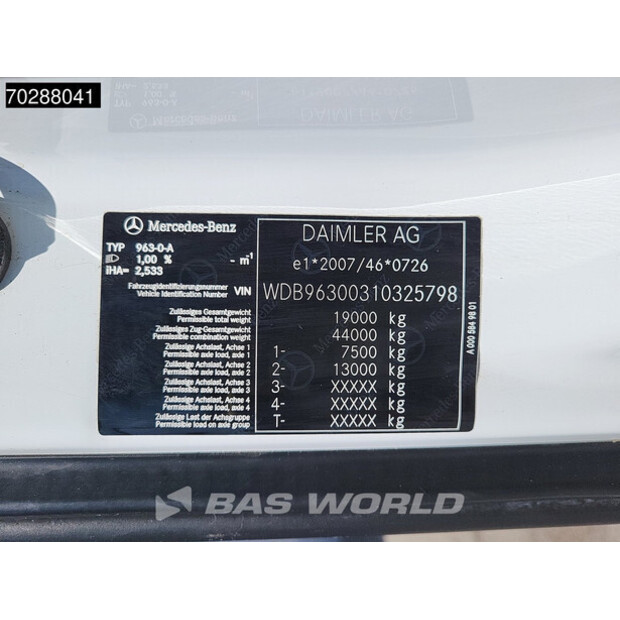 70288041
Mercedes-Benz
TYP 963-0-A
1,00 % - m⁻¹
iHA= 2,533
Fahrzeugidentifizierungsnummer
Vehicle Identification Number VIN
Zulässiges Gesamtgewicht
Permissible total weight
Zulässiges Zug-Gesamtgewicht
Permissible combination weight
Zulässige Achslast, Achse 1
Permissible axle load, axle 1
Zulässige Achslast, Achse 2
Permissible axle load, axle 2
Zulässige Achslast, Achse 3
Permissible axle load, axle 3
Zulässige Achslast, Achse 4
Permissible axle load, axle 4
Zulässige Last der Achsgruppe
Permissible load on axle group
DAIMLER AG
e1*2007/46*0726
WDB96300310325798
19000 kg
44000 kg
1- 7500 kg
2- 13000 kg
3- XXXXX kg
4- XXXXX kg
T- XXXXX kg
A 000 584 98 01
BAS WORLD